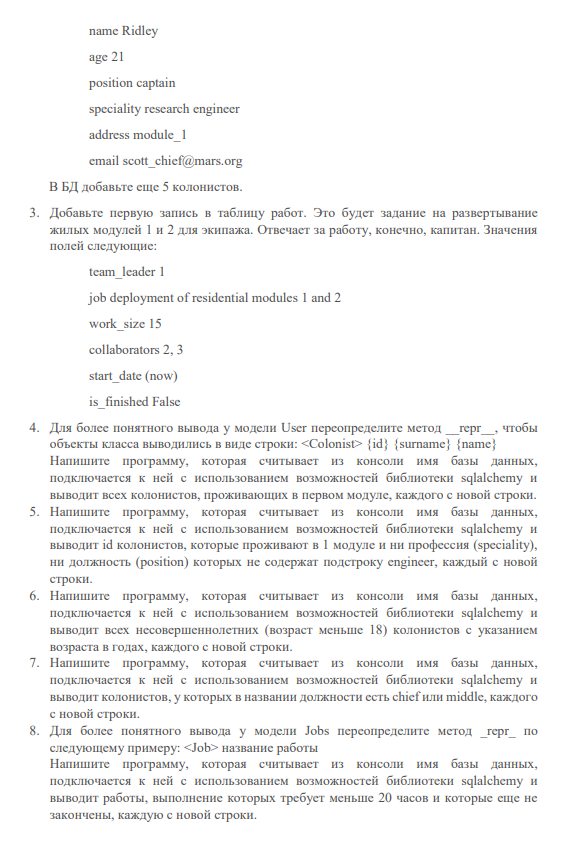 name Ridley
age 21
position captain
speciality research engineer
address module_1
email scott_chief@mars.org
В БД добавьте еще 5 колонистов.
3. Добавьте первую запись в таблицу работ. Это будет задание на развертывание
жилых модулей 1 и 2 для экипажа. Отвечает за работу, конечно, капитан. Значения
полей следующие:
team_leader 1
job deployment of residential modules 1 and 2
work_size 15
collaborators 2, 3
start_date (now)
is_finished False
4. Для более понятного вывода у модели User переопределите метод __repr__, чтобы
объекты класса выводились в виде строки: <Colonist> {id} {surname} {name}
Напишите программу, которая считывает из консоли имя базы данных,
подключается к ней с использованием возможностей библиотеки sqlalchemy и
выводит всех колонистов, проживающих в первом модуле, каждого с новой строки.
5. Напишите программу, которая считывает из консоли имя базы данных,
подключается к ней с использованием возможностей библиотеки sqlalchemy и
выводит id колонистов, которые проживают в 1 модуле и ни профессия (speciality),
ни должность (position) которых не содержат подстроку engineer, каждый с новой
строки.
6. Напишите программу, которая считывает из консоли имя базы данных,
подключается к ней с использованием возможностей библиотеки sqlalchemy и
выводит всех несовершеннолетних (возраст меньше 18) колонистов с указанием
возраста в годах, каждого с новой строки.
7. Напишите программу, которая считывает из консоли имя базы данных,
подключается к ней с использованием возможностей библиотеки sqlalchemy и
выводит колонистов, у которых в названии должности есть chief или middle, каждого
с новой строки.
8. Для более понятного вывода у модели Jobs переопределите метод _repr_ по
следующему примеру: <Job> название работы
Напишите программу, которая считывает из консоли имя базы данных,
подключается к ней с использованием возможностей библиотеки sqlalchemy и
выводит работы, выполнение которых требует меньше 20 часов и которые еще не
закончены, каждую с новой строки.